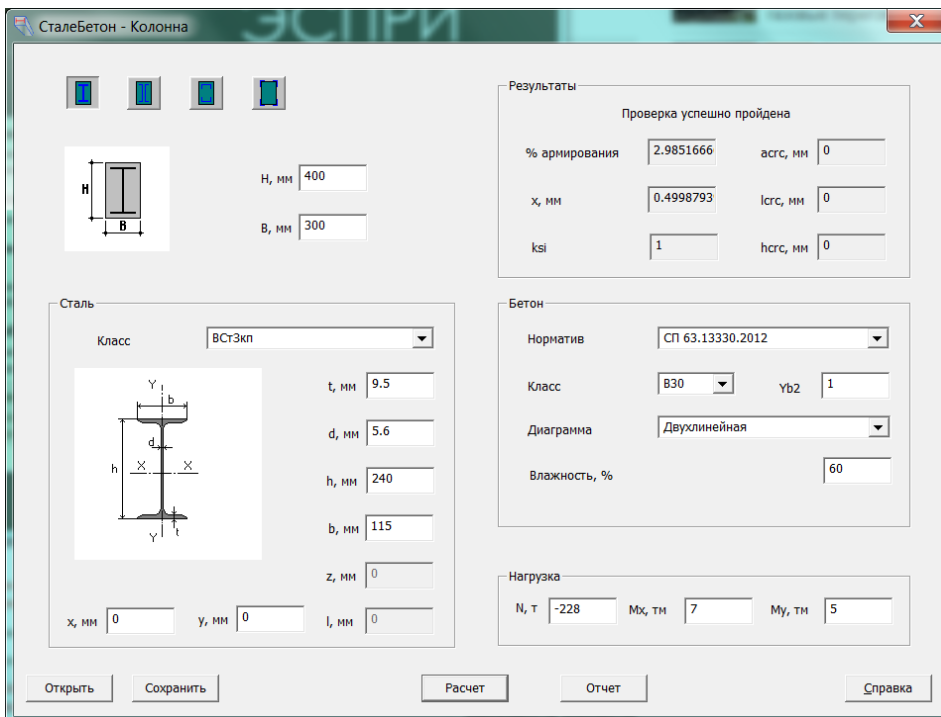 СталеБетон - Колонна
ЭСПРИ
H
B
H, мм 400
B, мм 300
Результаты
Проверка успешно пройдена
% армирования 2.9851666 acrc, мм 0
x, мм 0.4998793 lcrc, мм 0
ksi 1 hcrc, мм 0
Сталь
Класс ВСт3кп
Y
b
d
h
X X
Y
t
t, мм 9.5
d, мм 5.6
h, мм 240
b, мм 115
z, мм 0
x, мм 0 y, мм 0 l, мм 0
Бетон
Норматив СП 63.13330.2012
Класс B30 Yb2 1
Диаграмма Двухлинейная
Влажность, % 60
Нагрузка
N, т -228 Mx, тм 7 My, тм 5
Открыть Сохранить Расчет Отчет Справка